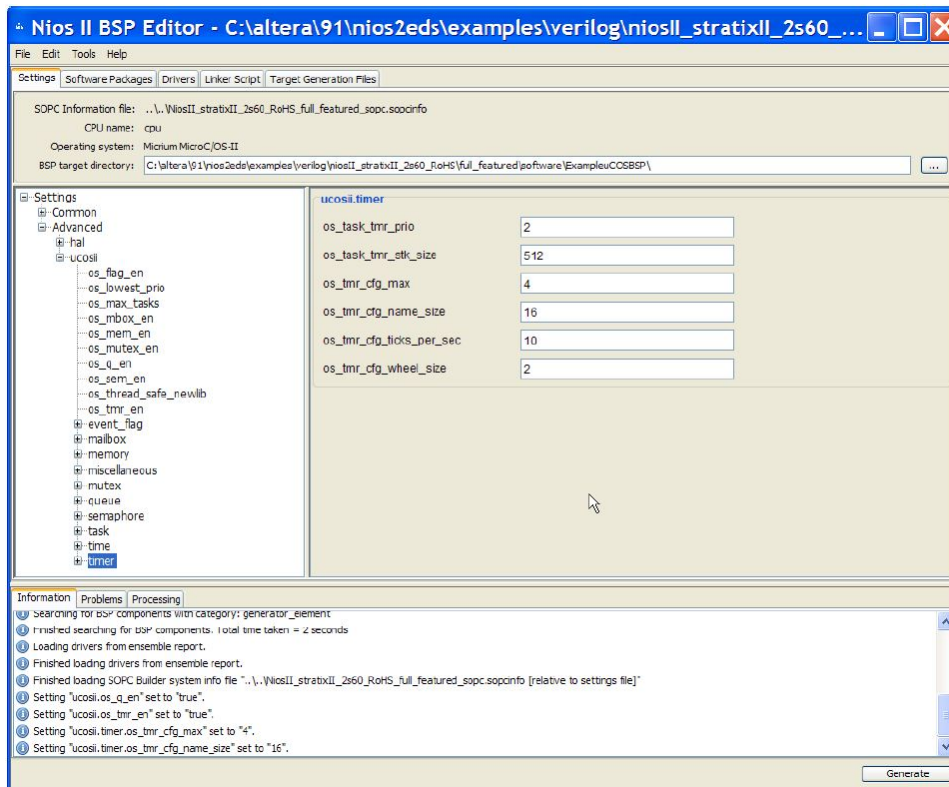 Nios II BSP Editor - C:\altera\91\nios2eds\examples\verilog\niosII_stratixII_2s60_...
File Edit Tools Help
Settings Software Packages Drivers Linker Script Target Generation Files
SOPC Information file: ..\..\NiosII_stratixII_2s60_RoHS_full_featured_sopc.sopcinfo
CPU name: cpu
Operating system: Micrium MicroC/OS-II
BSP target directory: C:\altera\91\nios2eds\examples\verilog\niosII_stratixII_2s60_RoHS\full_featured\software\ExampleuCOSBSP\ ...
Settings
Common
Advanced
hal
ucosii
os_flag_en
os_lowest_prio
os_max_tasks
os_mbox_en
os_mem_en
os_mutex_en
os_q_en
os_sem_en
os_thread_safe_newlib
os_tmr_en
event_flag
mailbox
memory
miscellaneous
mutex
queue
semaphore
task
time
timer
ucosii.timer
os_task_tmr_prio 2
os_task_tmr_stk_size 512
os_tmr_cfg_max 4
os_tmr_cfg_name_size 16
os_tmr_cfg_ticks_per_sec 10
os_tmr_cfg_wheel_size 2
Information Problems Processing
Searching for BSP components with category: generator_element
Finished searching for BSP components. Total time taken = 2 seconds
Loading drivers from ensemble report.
Finished loading drivers from ensemble report.
Finished loading SOPC Builder system info file "..\..\NiosII_stratixII_2s60_RoHS_full_featured_sopc.sopcinfo [relative to settings file]"
Setting "ucosii.os_q_en" set to "true".
Setting "ucosii.os_tmr_en" set to "true".
Setting "ucosii.timer.os_tmr_cfg_max" set to "4".
Setting "ucosii.timer.os_tmr_cfg_name_size" set to "16".
Generate